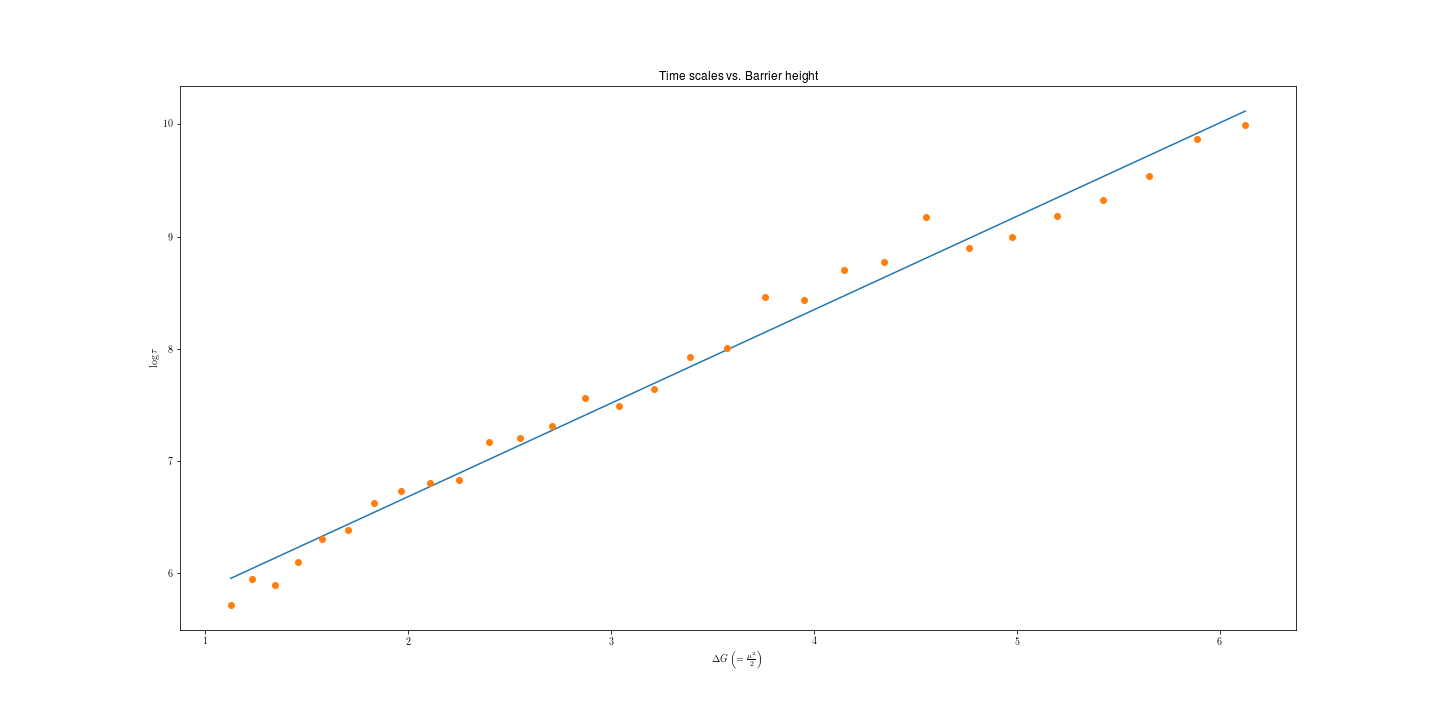 Time scales vs. Barrier height
10
9
8
7
6
log τ
1 2 3 4 5 6
ΔG (= μ²/2)